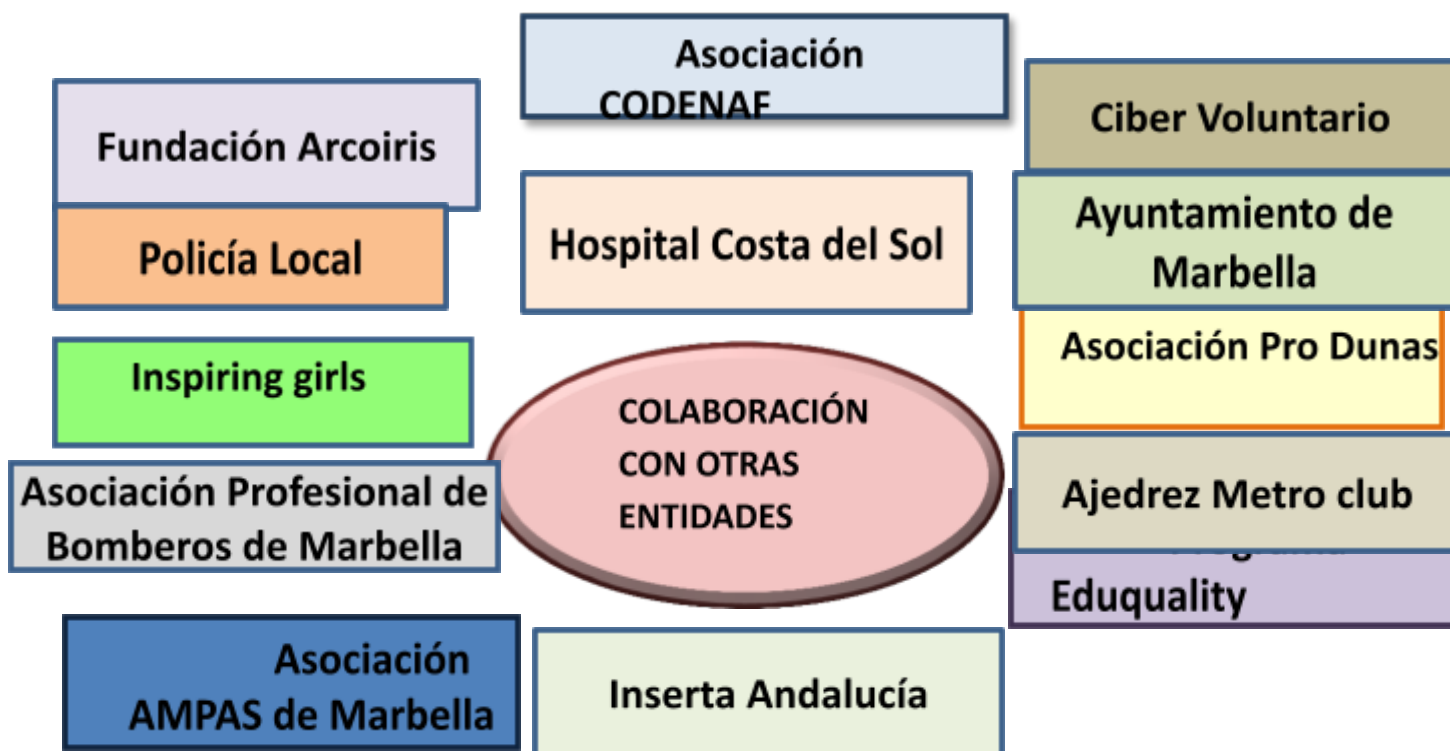 Asociación
CODENAF
Fundación Arcoiris
Ciber Voluntario
Policía Local
Hospital Costa del Sol
Ayuntamiento de
Marbella
Inspiring girls
Asociación Pro Dunas
COLABORACIÓN
CON OTRAS
ENTIDADES
Asociación Profesional de
Bomberos de Marbella
Ajedrez Metro club
Eduquality
Asociación
AMPAS de Marbella
Inserta Andalucía